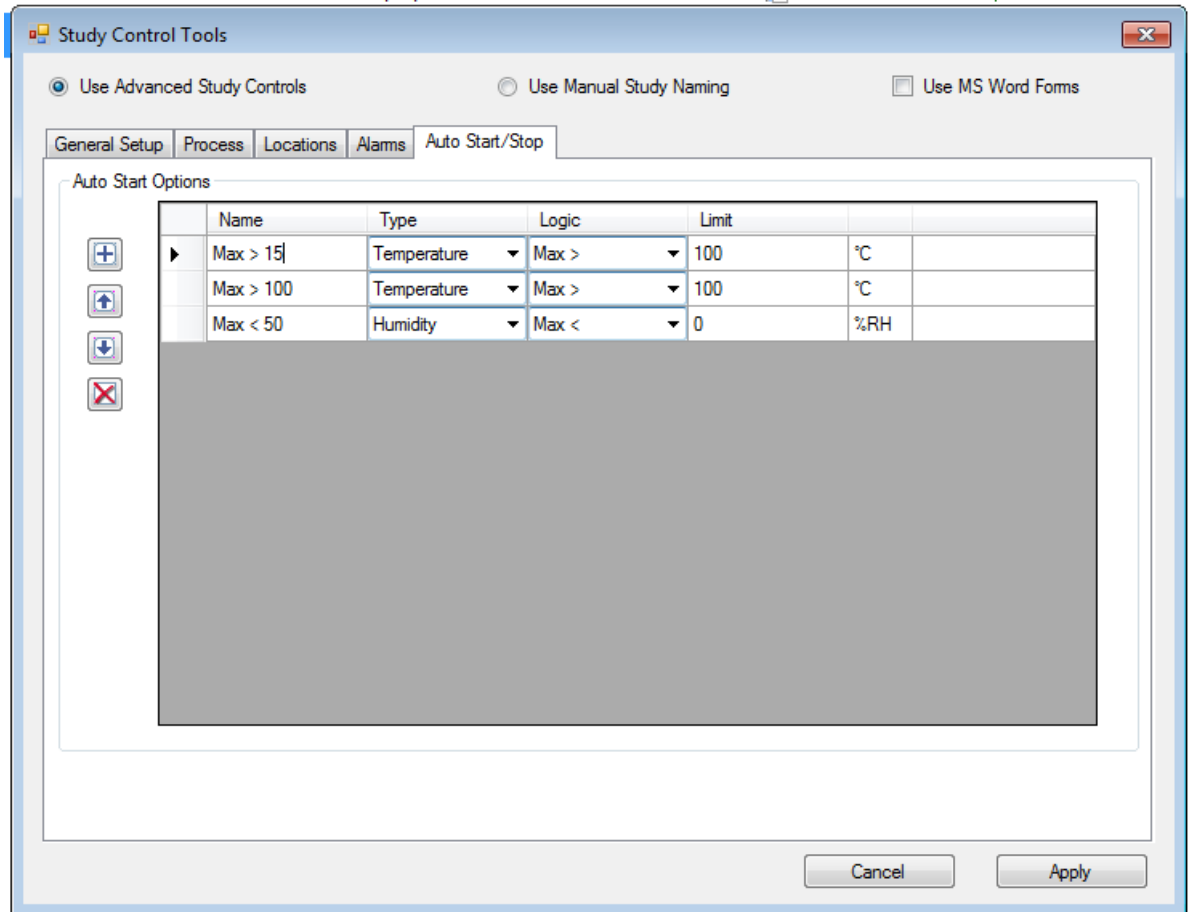 Study Control Tools
Use Advanced Study Controls Use Manual Study Naming Use MS Word Forms
General Setup Process Locations Alarms Auto Start/Stop
Auto Start Options
Name Type Logic Limit
Max > 15 Temperature Max > 100 °C
Max > 100 Temperature Max > 100 °C
Max < 50 Humidity Max < 0 %RH
Cancel Apply